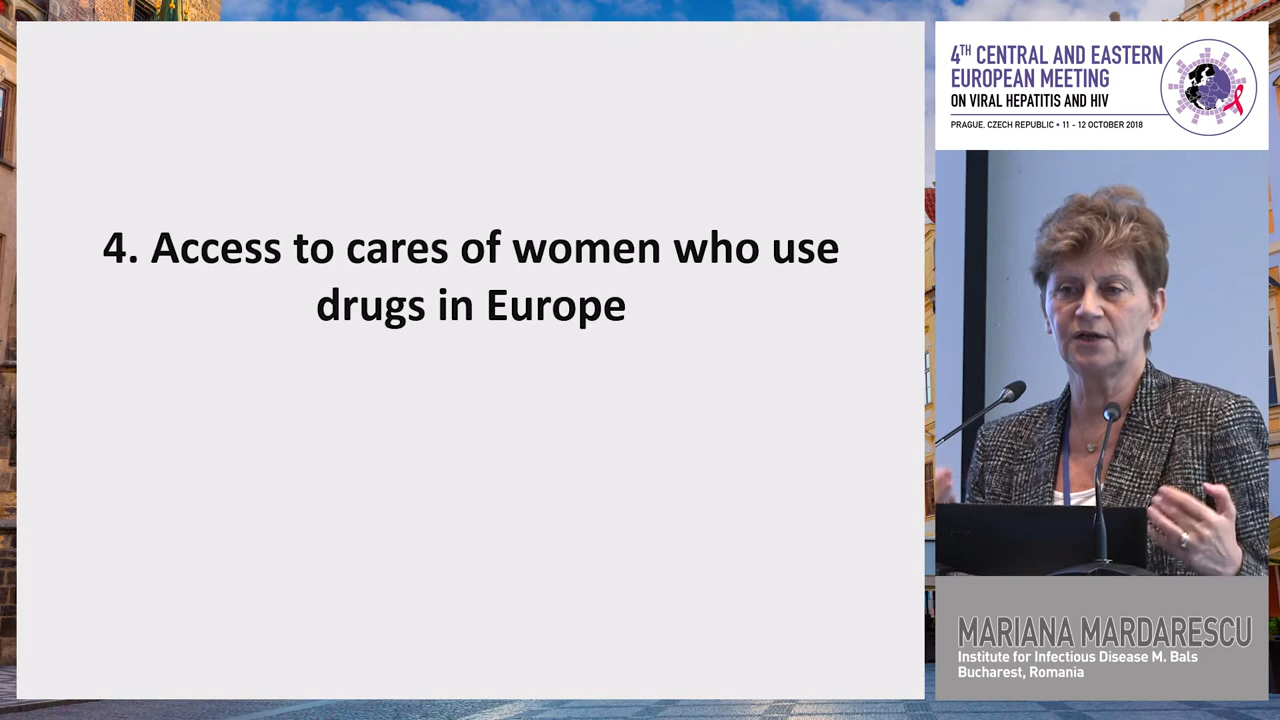 4. Access to cares of women who use
drugs in Europe
4TH CENTRAL AND EASTERN
EUROPEAN MEETING
ON VIRAL HEPATITIS AND HIV
PRAGUE, CZECH REPUBLIC • 11 - 12 OCTOBER 2018
MARIANA MARDARESCU
Institute for Infectious Disease M. Bals
Bucharest, Romania